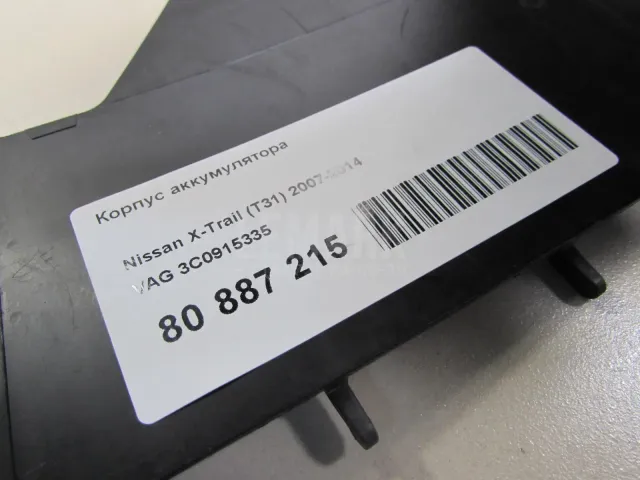 Корпус аккумулятора
Nissan X-Trail (T31) 2007-2014
VAG 3C0915335
80 887 215